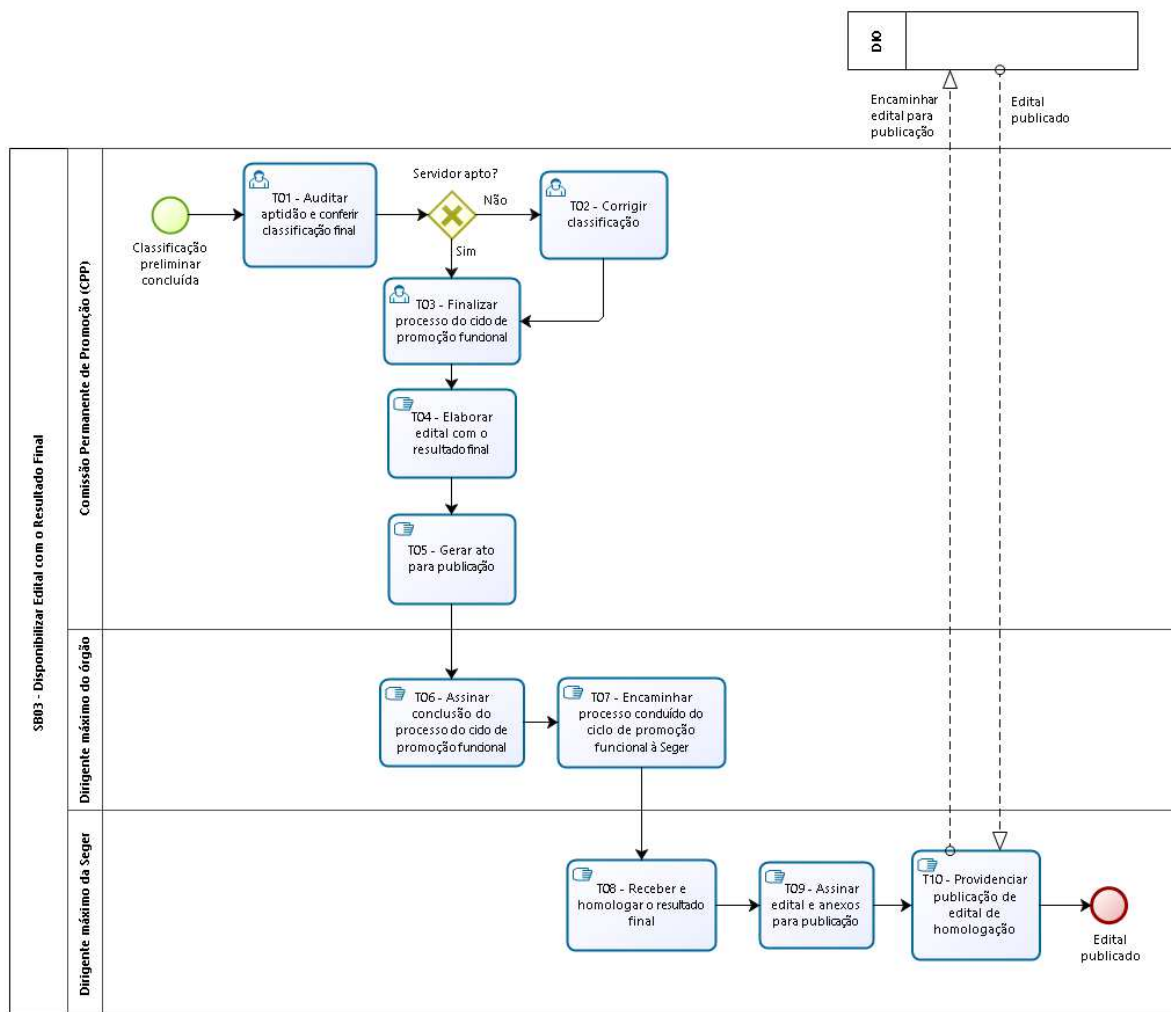 DIO
Encaminhar
edital para
publicação
Edital
publicado
SB03 - Disponibilizar Edital com o Resultado Final
Comissão Permanente de Promoção (CPP)
Classificação
preliminar
concluída
T01 - Auditar
aptidão e conferir
classificação final
Servidor apto?
Não
Sim
T02 - Corrigir
classificação
T03 - Finalizar
processo do ciclo de
promoção funcional
T04 - Elaborar
edital com o
resultado final
T05 - Gerar ato
para publicação
Dirigente máximo do órgão
T06 - Assinar
conclusão do
processo do ciclo de
promoção funcional
T07 - Encaminhar
processo conduído do
ciclo de promoção
funcional à Seger
Dirigente máximo da Seger
T08 - Receber e
homologar o resultado
final
T09 - Assinar
edital e anexos
para publicação
T10 - Providenciar
publicação de
edital de
homologação
Edital
publicado